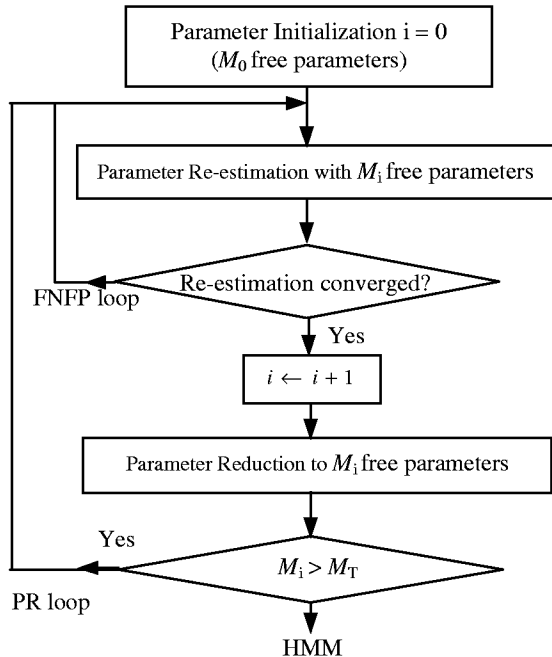 Parameter Initialization i = 0
(M0 free parameters)
Parameter Re-estimation with Mi free parameters
Re-estimation converged?
FNFP loop
Yes
i ← i + 1
Parameter Reduction to Mi free parameters
Yes
Mi > MT
PR loop
HMM